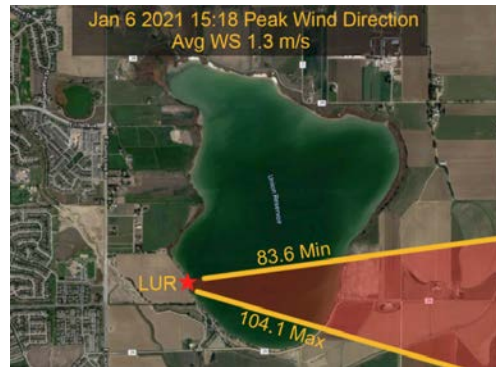 Jan 6 2021 15:18 Peak Wind Direction
Avg WS 1.3 m/s
Union Reservoir
83.6 Min
LUR
104.1 Max